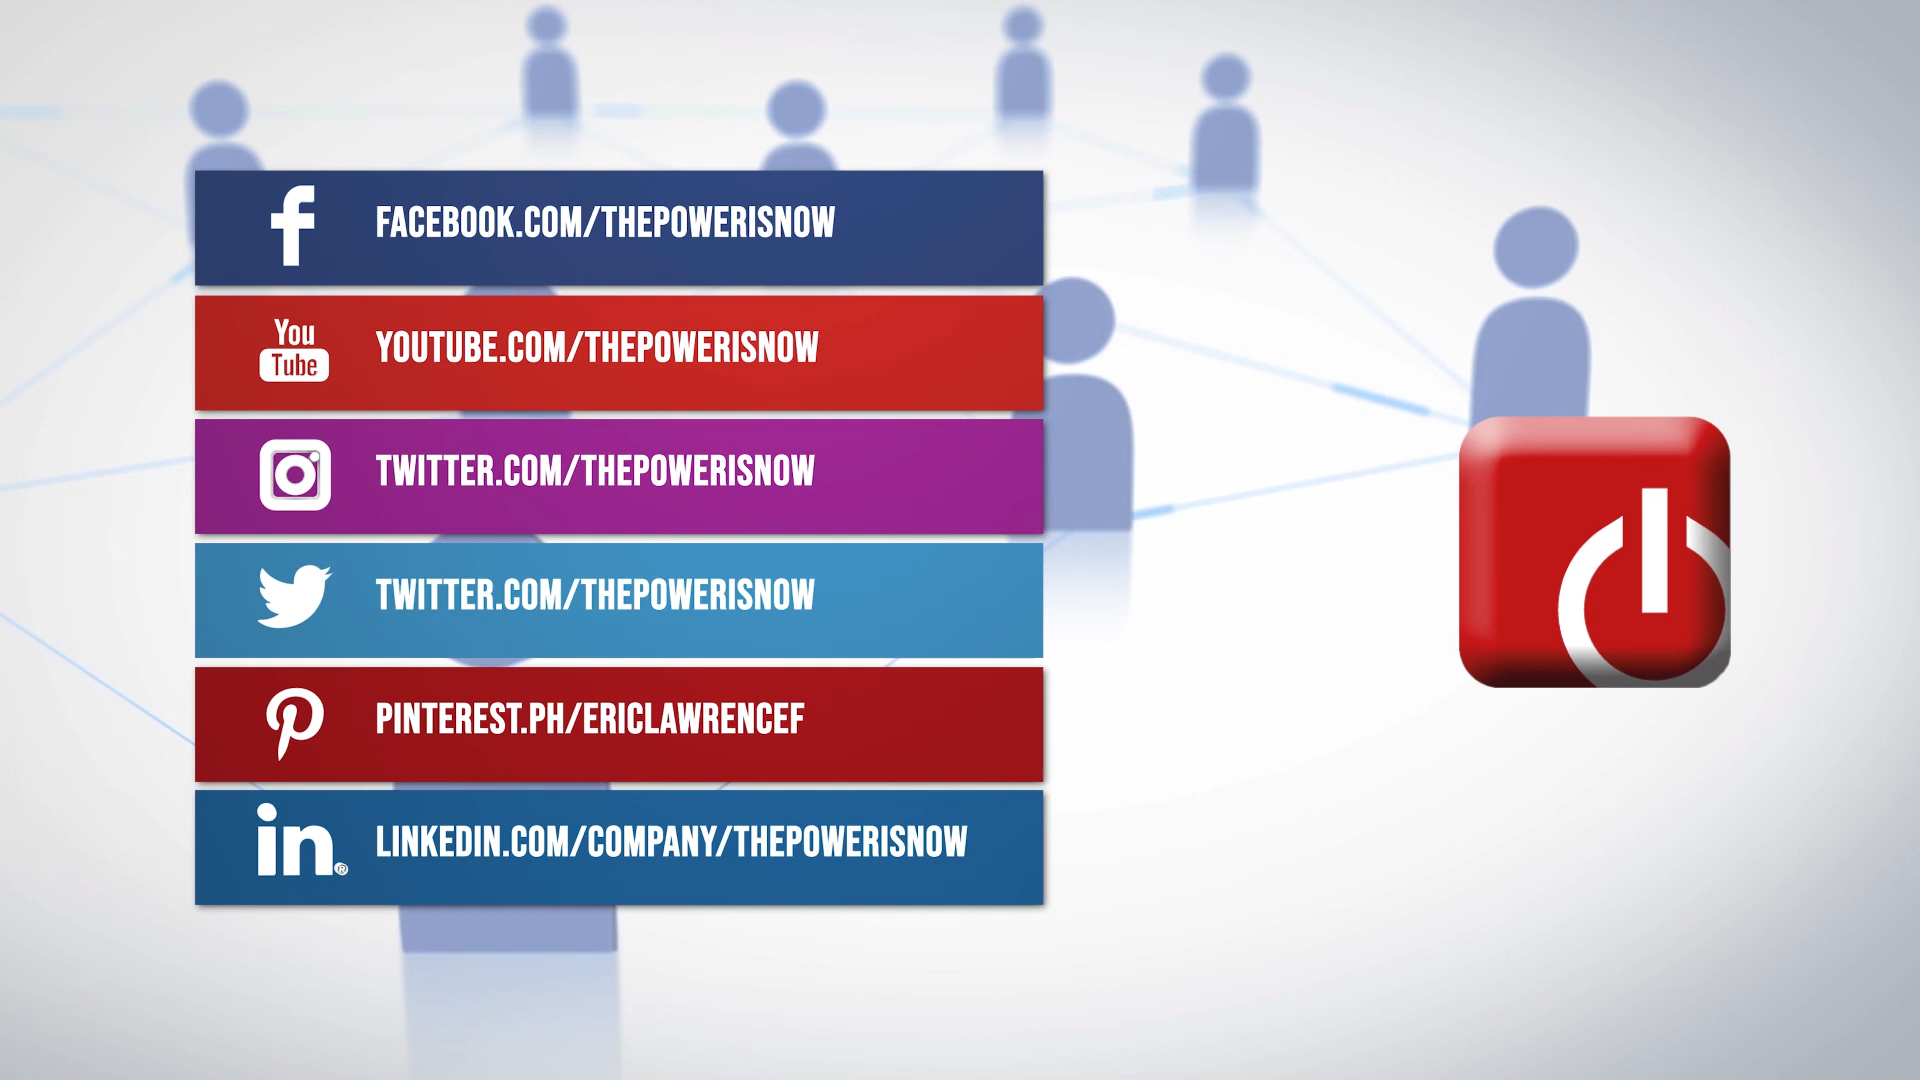 FACEBOOK.COM/THEPOWERISNOW
You
Tube
YOUTUBE.COM/THEPOWERISNOW
TWITTER.COM/THEPOWERISNOW
TWITTER.COM/THEPOWERISNOW
PINTEREST.PH/ERICLAWRENCEF
in®
LINKEDIN.COM/COMPANY/THEPOWERISNOW